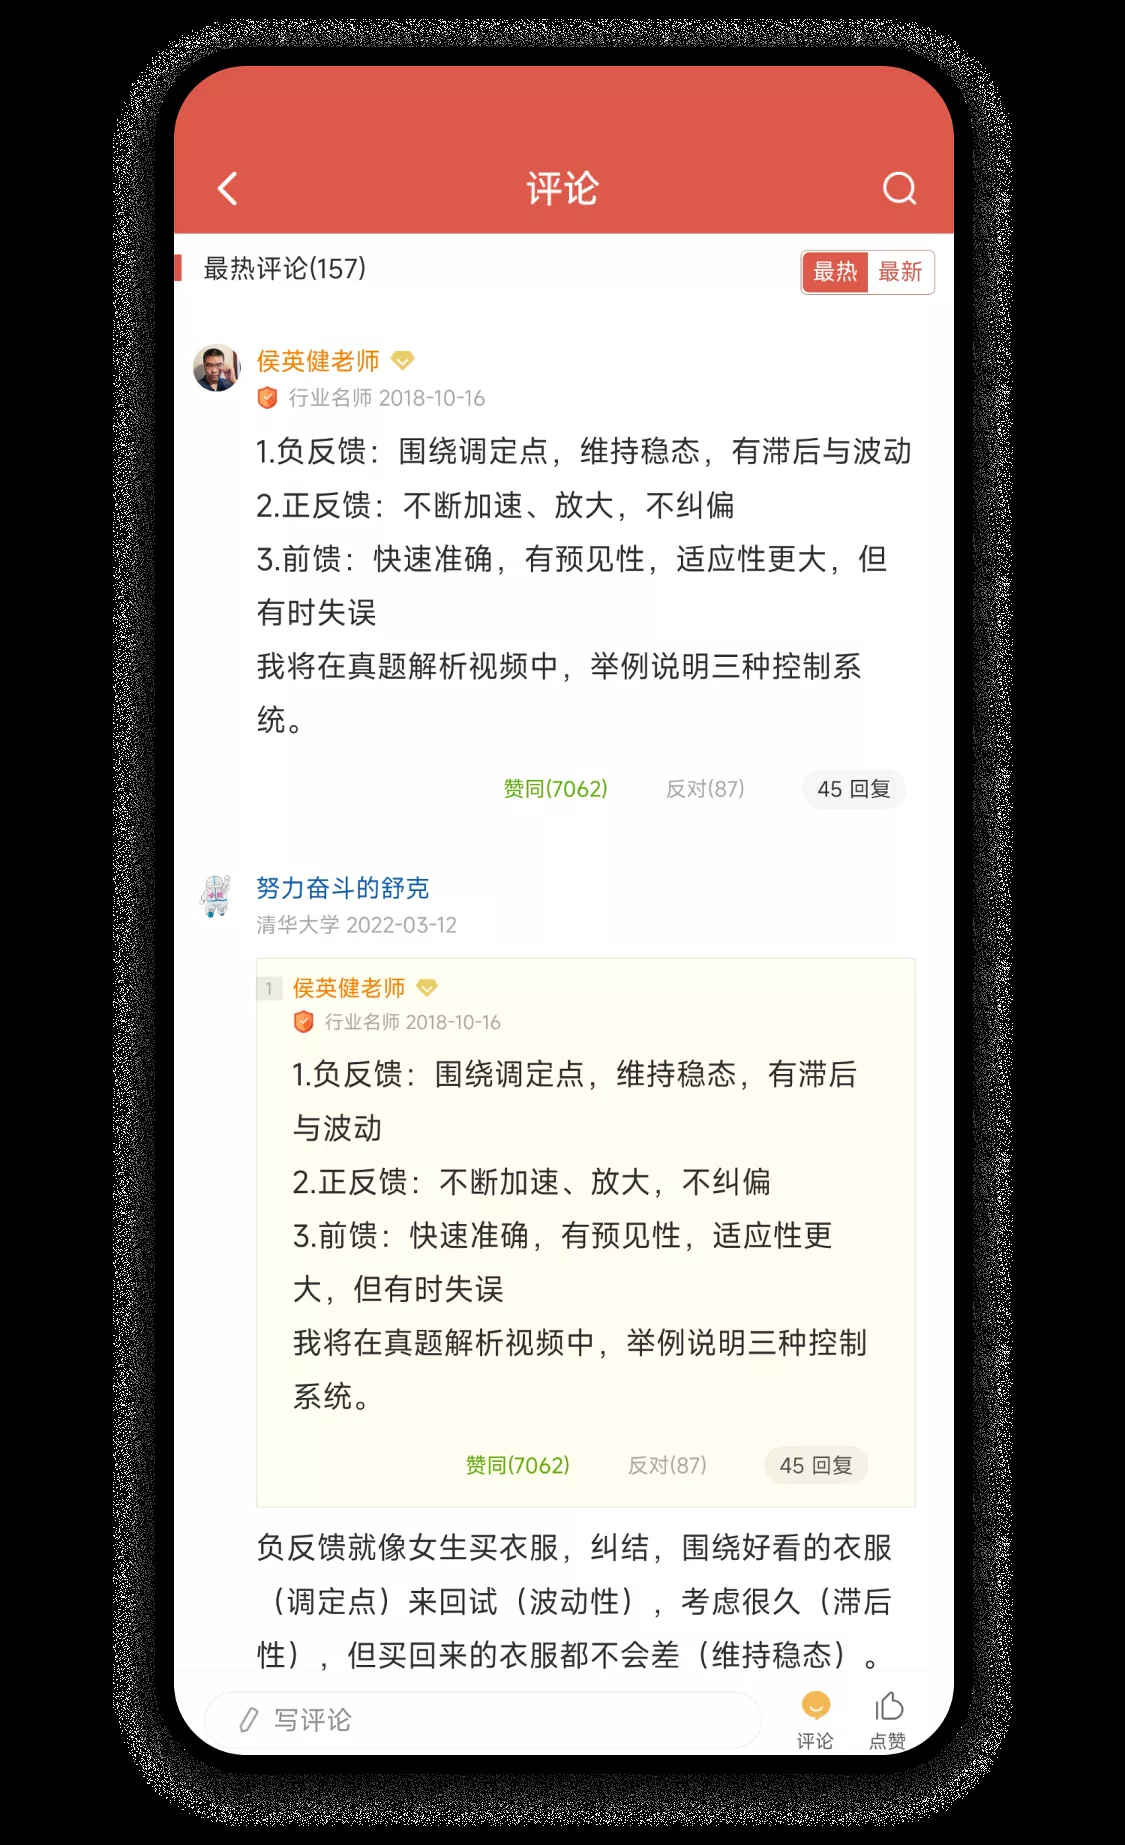 评论
最热评论(157)
最热 最新
侯英健老师
行业名师 2018-10-16
1.负反馈：围绕调定点，维持稳态，有滞后与波动
2.正反馈：不断加速、放大，不纠偏
3.前馈：快速准确，有预见性，适应性更大，但
有时失误
我将在真题解析视频中，举例说明三种控制系
统。
赞同(7062) 反对(87) 45 回复
努力奋斗的舒克
清华大学 2022-03-12
1 侯英健老师
行业名师 2018-10-16
1.负反馈：围绕调定点，维持稳态，有滞后
与波动
2.正反馈：不断加速、放大，不纠偏
3.前馈：快速准确，有预见性，适应性更
大，但有时失误
我将在真题解析视频中，举例说明三种控制
系统。
赞同(7062) 反对(87) 45 回复
负反馈就像女生买衣服，纠结，围绕好看的衣服
（调定点）来回试（波动性），考虑很久（滞后
性），但买回来的衣服都不会差（维持稳态）。
写评论
评论 点赞